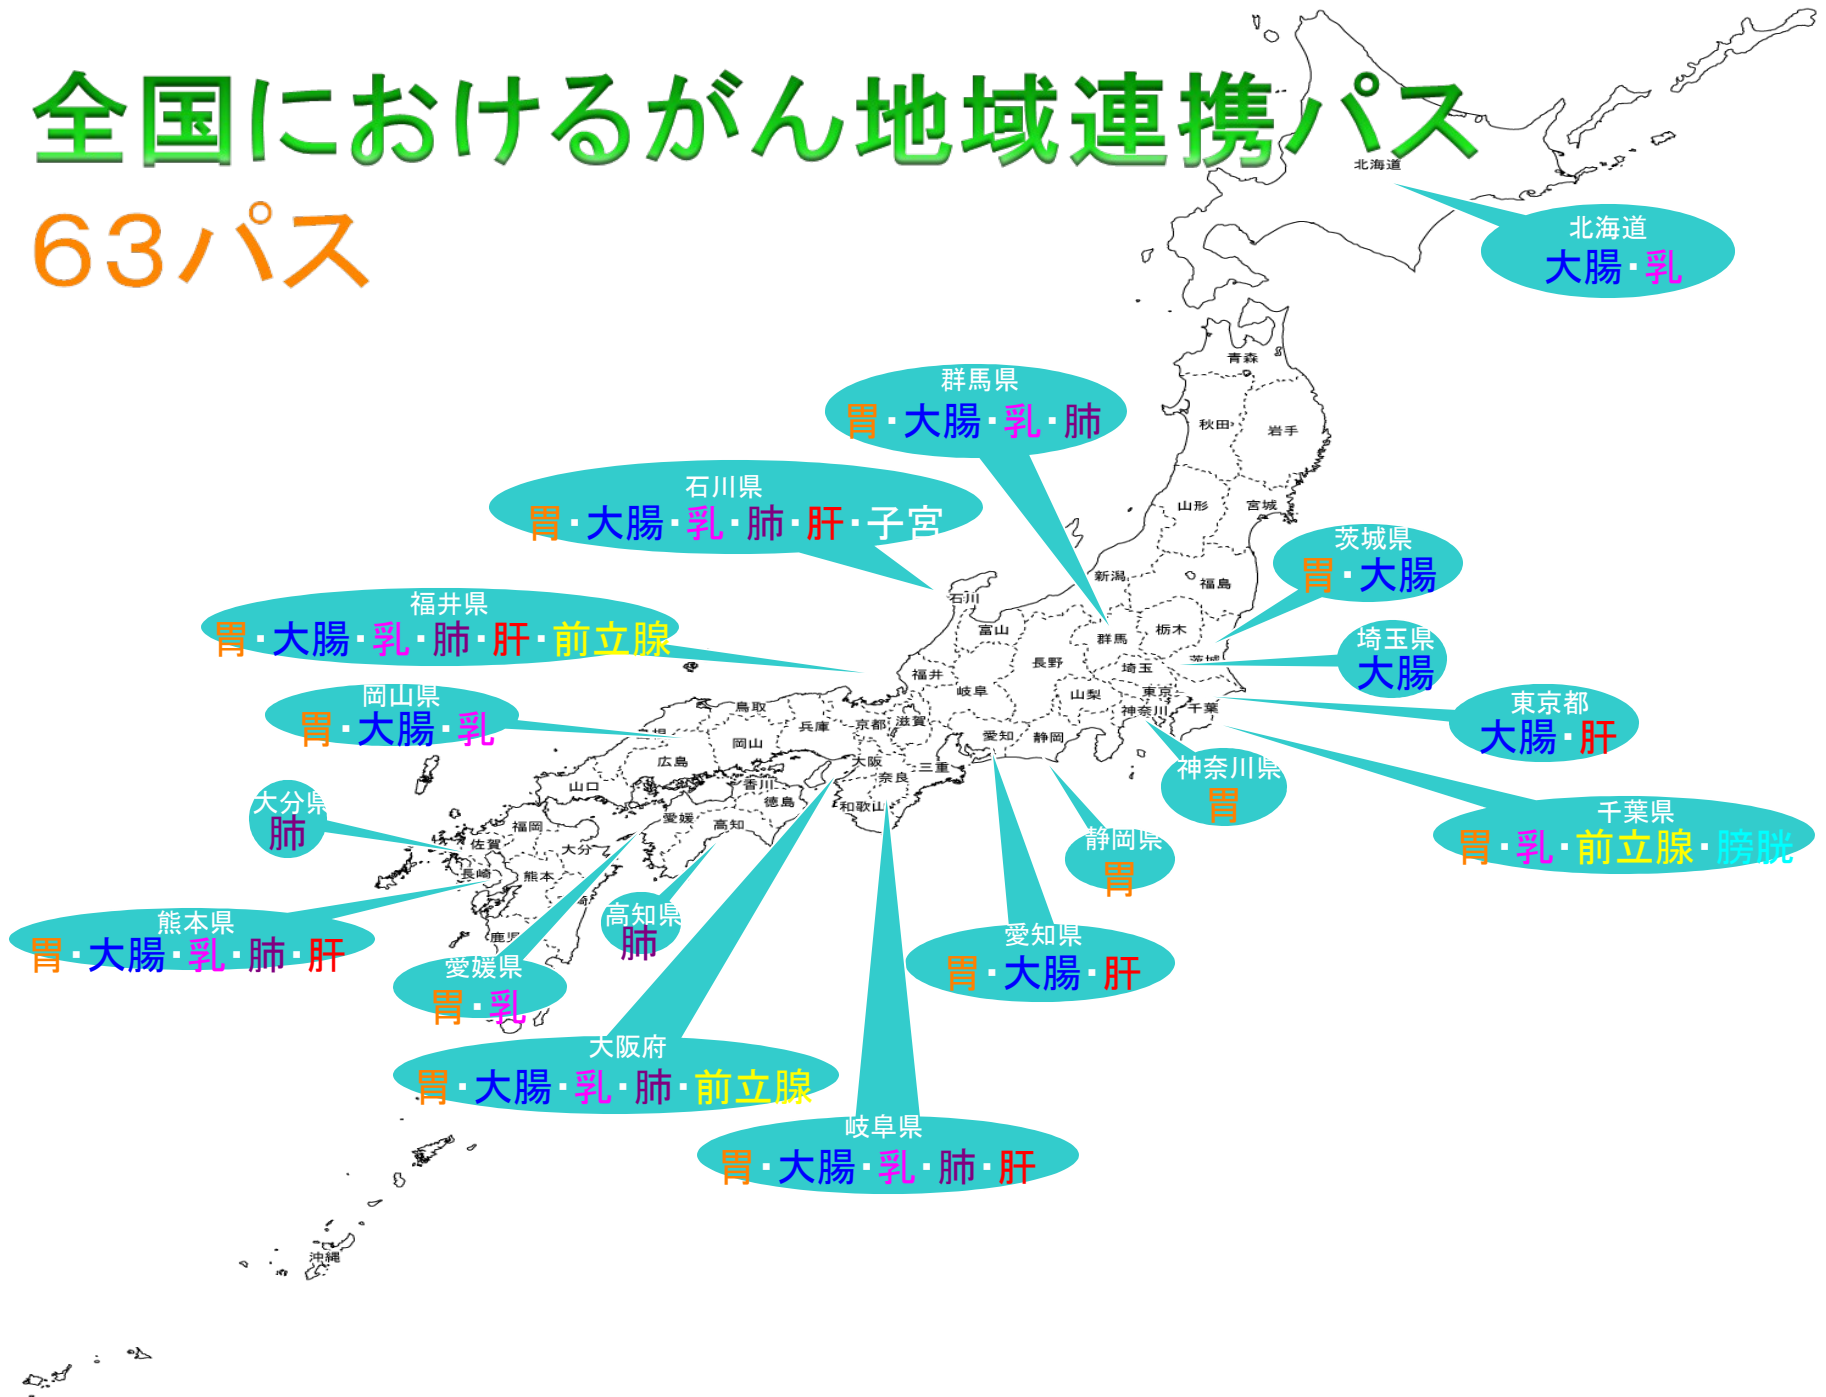 全国におけるがん地域連携パス
63パス
北海道
北海道
大腸・乳
青森
群馬県
胃・大腸・乳・肺
秋田
岩手
石川県
胃・大腸・乳・肺・肝・子宮
山形
宮城
茨城県
胃・大腸
新潟
福島
石川
福井県
胃・大腸・乳・肺・肝・前立腺
富山
群馬
栃木
埼玉県
大腸
長野
埼玉
茨城
福井
岐阜
山梨
東京
岡山県
胃・大腸・乳
鳥取
神奈川
千葉
東京都
大腸・肝
兵庫
京都
滋賀
愛知
静岡
岡山
広島
大阪
三重
奈良
神奈川県
胃
山口
香川
徳島
和歌山
大分県
肺
愛媛
高知
千葉県
胃・乳・前立腺・膀胱
福岡
佐賀
大分
静岡県
胃
長崎
熊本
熊本県
胃・大腸・乳・肺・肝
高知県
肺
愛知県
胃・大腸・肝
愛媛県
胃・乳
大阪府
胃・大腸・乳・肺・前立腺
岐阜県
胃・大腸・乳・肺・肝
沖縄